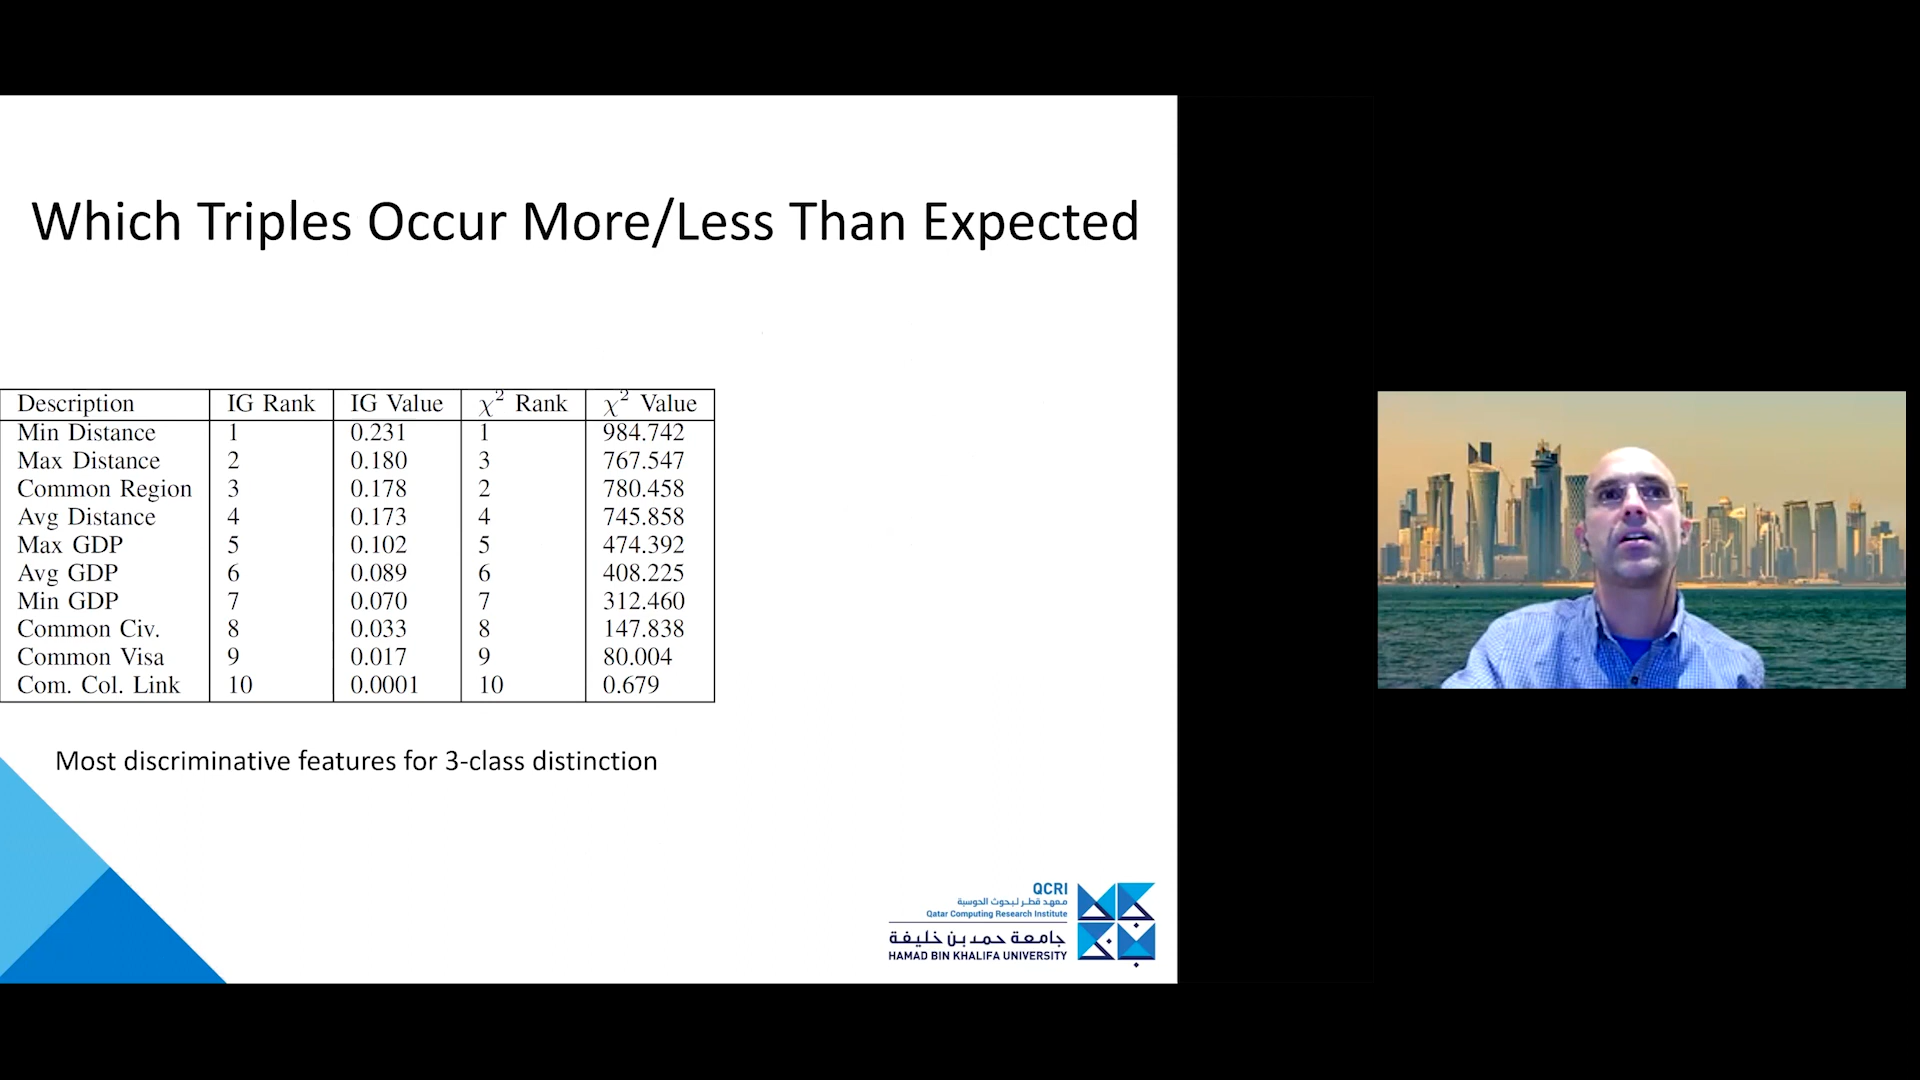 Which Triples Occur More/Less Than Expected
Description IG Rank IG Value χ² Rank χ² Value
Min Distance 1 0.231 1 984.742
Max Distance 2 0.180 3 767.547
Common Region 3 0.178 2 780.458
Avg Distance 4 0.173 4 745.858
Max GDP 5 0.102 5 474.392
Avg GDP 6 0.089 6 408.225
Min GDP 7 0.070 7 312.460
Common Civ. 8 0.033 8 147.838
Common Visa 9 0.017 9 80.004
Com. Col. Link 10 0.0001 10 0.679
Most discriminative features for 3-class distinction
QCRI
معهد قطر لبحوث الحوسبة
Qatar Computing Research Institute
جامعة حمد بن خليفة
HAMAD BIN KHALIFA UNIVERSITY